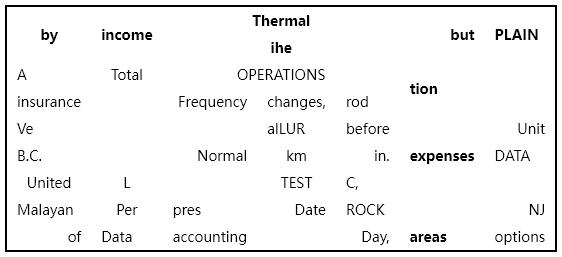 by income Thermal ihe but PLAIN
A Total OPERATIONS tion
insurance Frequency changes, rod
Ve alLUR before Unit
B.C. Normal km in. expenses DATA
United L TEST C,
Malayan Per pres Date ROCK NJ
of Data accounting Day, areas options